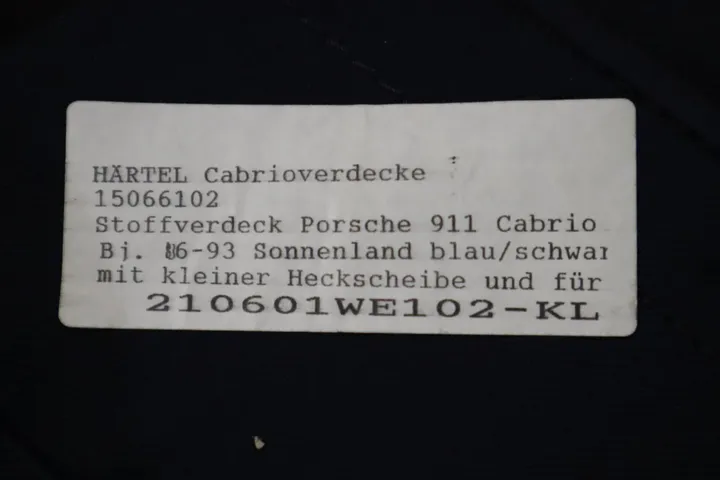 HÄRTEL Cabrioverdecke
15066102
Stoffverdeck Porsche 911 Cabrio
Bj. 86-93 Sonnenland blau/schwar
mit kleiner Heckscheibe und für
210601WE102-KL